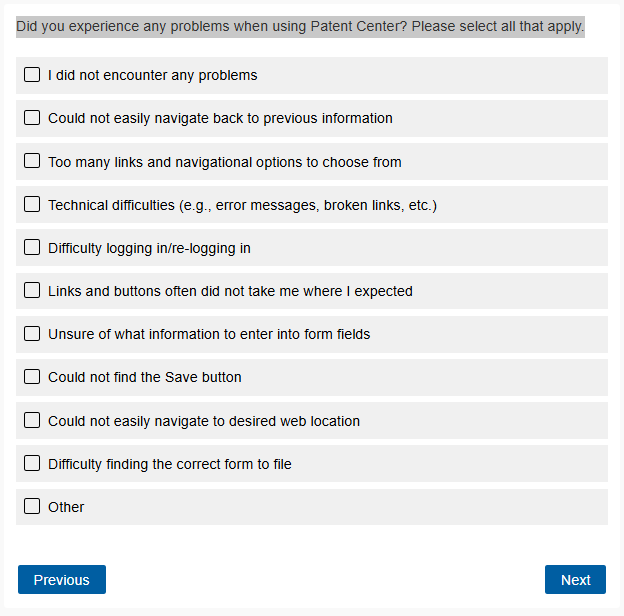 Did you experience any problems when using Patent Center? Please select all that apply.
I did not encounter any problems
Could not easily navigate back to previous information
Too many links and navigational options to choose from
Technical difficulties (e.g., error messages, broken links, etc.)
Difficulty logging in/re-logging in
Links and buttons often did not take me where I expected
Unsure of what information to enter into form fields
Could not find the Save button
Could not easily navigate to desired web location
Difficulty finding the correct form to file
Other
Previous
Next